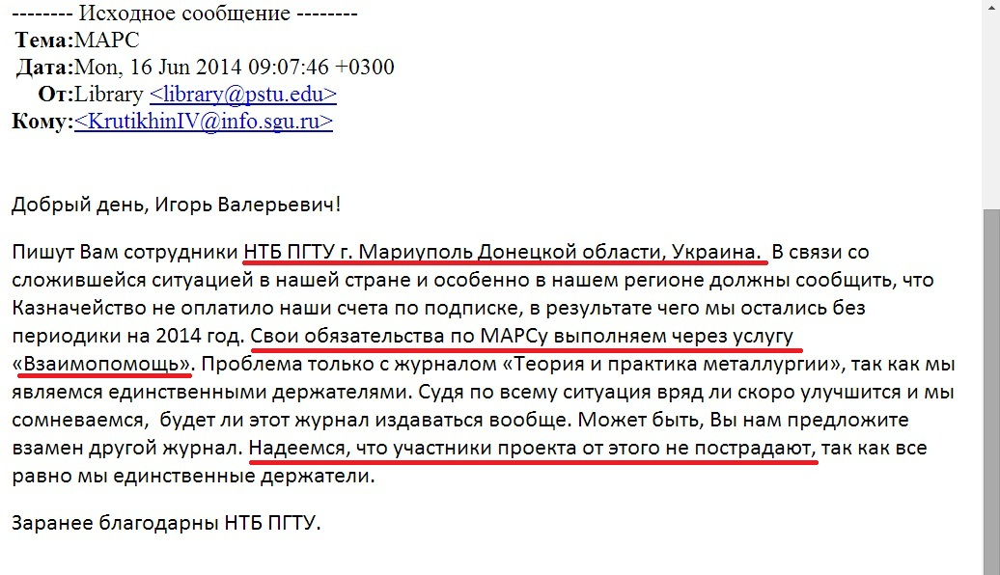 -------- Исходное сообщение --------
Тема:МАРС
Дата:Mon, 16 Jun 2014 09:07:46 +0300
От:Library <library@pstu.edu>
Кому:<KrutikhinIV@info.sgu.ru>
Добрый день, Игорь Валерьевич!
Пишут Вам сотрудники НТБ ПГТУ г. Мариуполь Донецкой области, Украина. В связи со
сложившейся ситуацией в нашей стране и особенно в нашем регионе должны сообщить, что
Казначейство не оплатило наши счета по подписке, в результате чего мы остались без
периодики на 2014 год. Свои обязательства по МАРСу выполняем через услугу
«Взаимопомощь». Проблема только с журналом «Теория и практика металлургии», так как мы
являемся единственными держателями. Судя по всему ситуация вряд ли скоро улучшится и мы
сомневаемся, будет ли этот журнал издаваться вообще. Может быть, Вы нам предложите
взамен другой журнал. Надеемся, что участники проекта от этого не пострадают, так как все
равно мы единственные держатели.
Заранее благодарны НТБ ПГТУ.